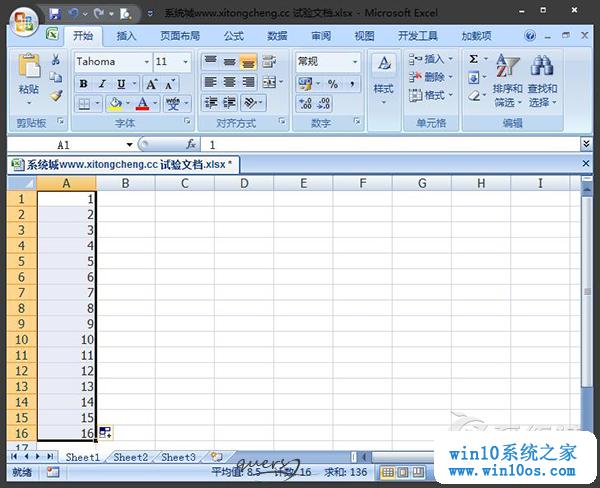 系统城www.xitongcheng.cc 试验文档.xlsx - Microsoft Excel
开始 插入 页面布局 公式 数据 审阅 视图 开发工具 加载项
粘贴
剪贴板
Tahoma 11
B I U
A A
A wén 文
字体
对齐方式
常规
% ,
数字
A
样式
插入
删除
格式
单元格
Σ
A Z
排序和筛选
查找和选择
编辑
A1 fx 1
系统城www.xitongcheng.cc 试验文档.xlsx *
A B C D E F G H I
1 1
2 2
3 3
4 4
5 5
6 6
7 7
8 8
9 9
10 10
11 11
12 12
13 13
14 14
15 15
16 16
17
Sheet1 Sheet2 Sheet3
就绪 平均值: 8.5 计数: 16 求和: 136
win10系统之家
www.win10os.com